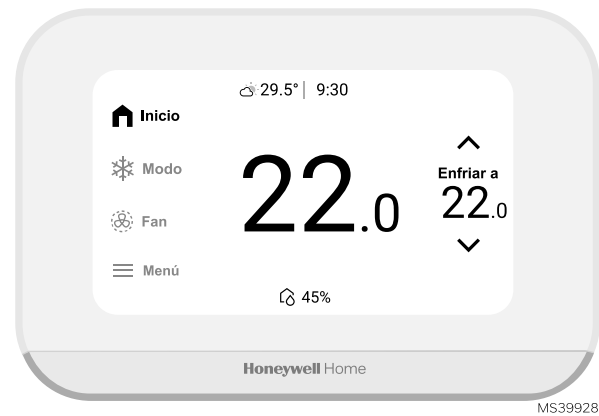 29.5° | 9:30
Inicio
Modo
Fan
Menú
22.0
Enfriar a
22.0
45%
Honeywell Home
MS39928